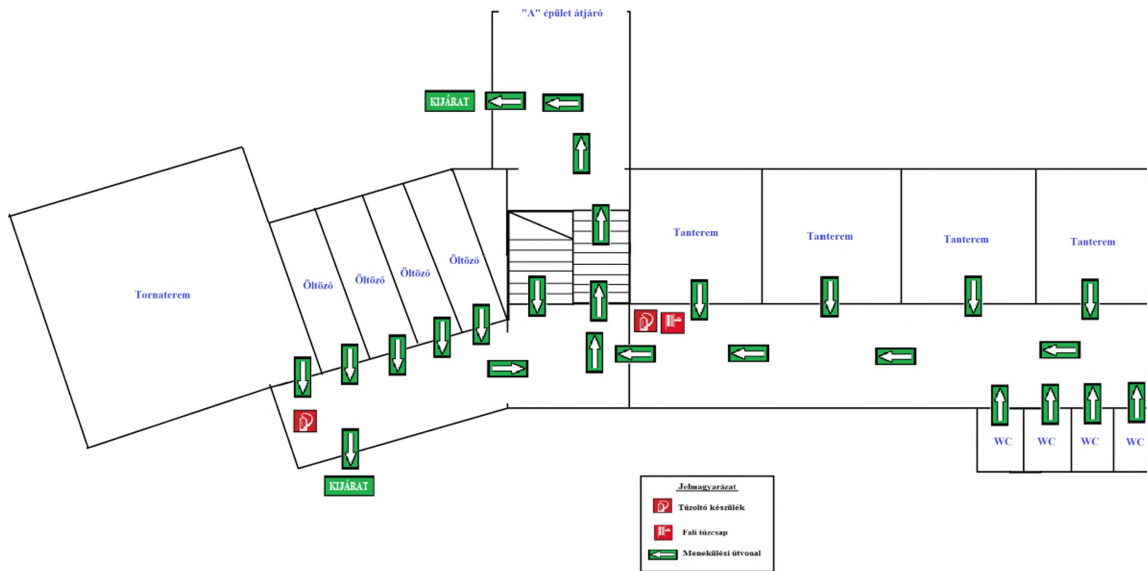 "A" épület átjáró
KIJÁRAT
Tanterem
Tanterem
Tanterem
Tanterem
Öltöző
Öltöző
Öltöző
Öltöző
Tornaterem
WC
WC
WC
WC
KIJÁRAT
Jelmagyarázat
Tűzoltó készülék
Fali tűzcsap
Menekülési útvonal